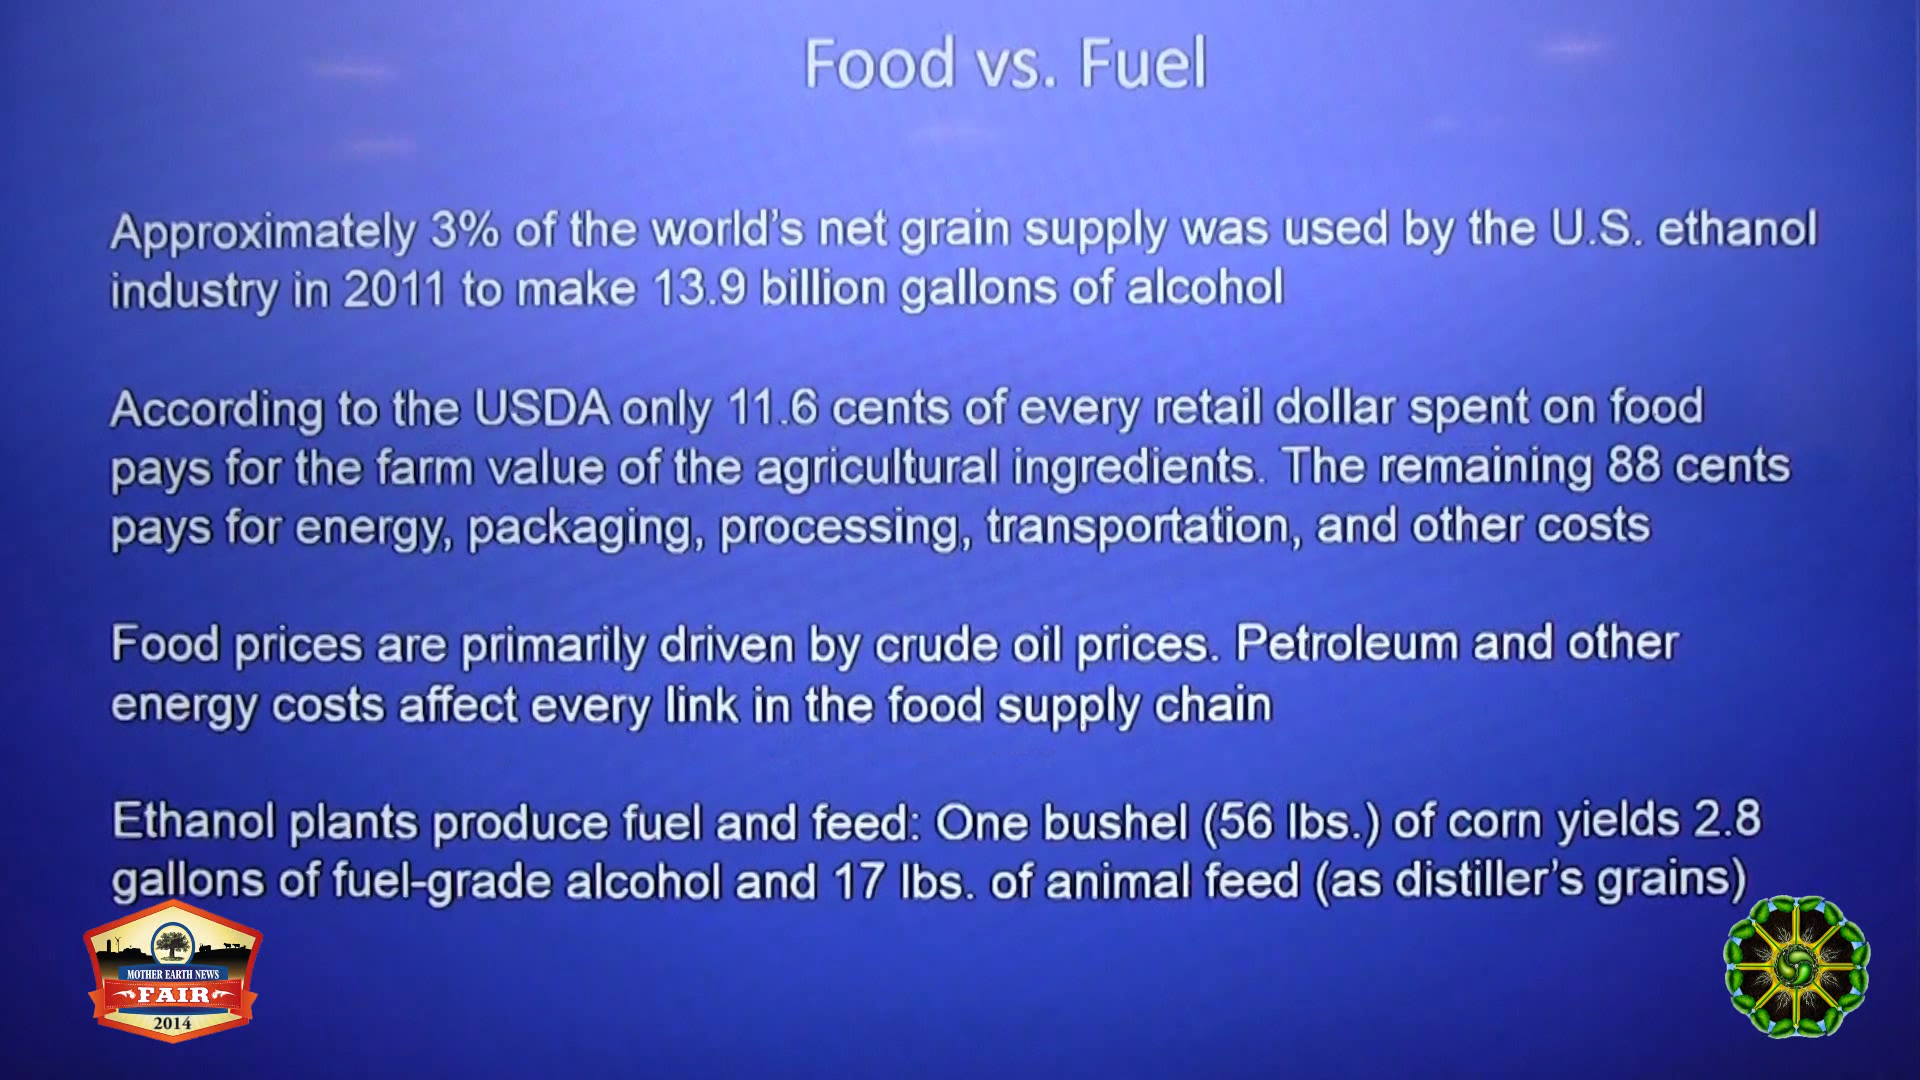 Food vs. Fuel
Approximately 3% of the world's net grain supply was used by the U.S. ethanol
industry in 2011 to make 13.9 billion gallons of alcohol
According to the USDA only 11.6 cents of every retail dollar spent on food
pays for the farm value of the agricultural ingredients. The remaining 88 cents
pays for energy, packaging, processing, transportation, and other costs
Food prices are primarily driven by crude oil prices. Petroleum and other
energy costs affect every link in the food supply chain
Ethanol plants produce fuel and feed: One bushel (56 lbs.) of corn yields 2.8
gallons of fuel-grade alcohol and 17 lbs. of animal feed (as distiller's grains)
MOTHER EARTH NEWS
FAIR
2014